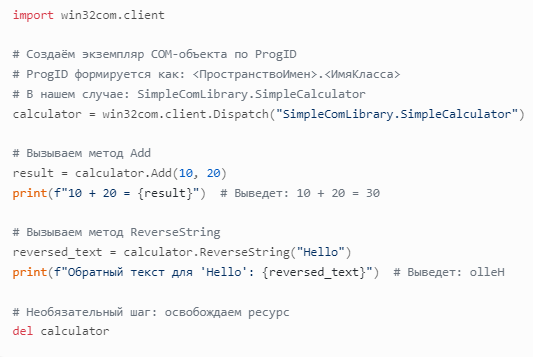 import win32com.client
# Создаём экземпляр COM-объекта по ProgID
# ProgID формируется как: <ПространствоИмен>.<ИмяКласса>
# В нашем случае: SimpleComLibrary.SimpleCalculator
calculator = win32com.client.Dispatch("SimpleComLibrary.SimpleCalculator")
# Вызываем метод Add
result = calculator.Add(10, 20)
print(f"10 + 20 = {result}")  # Выведет: 10 + 20 = 30
# Вызываем метод ReverseString
reversed_text = calculator.ReverseString("Hello")
print(f"Обратный текст для 'Hello': {reversed_text}")  # Выведет: olleH
# Необязательный шаг: освобождаем ресурс
del calculator